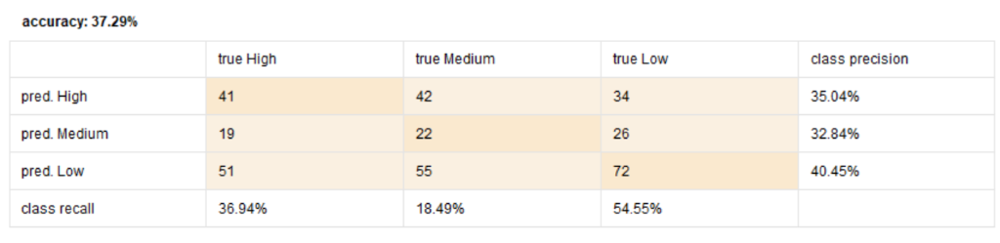 accuracy: 37.29%
true High true Medium true Low class precision
pred. High 41 42 34 35.04%
pred. Medium 19 22 26 32.84%
pred. Low 51 55 72 40.45%
class recall 36.94% 18.49% 54.55%